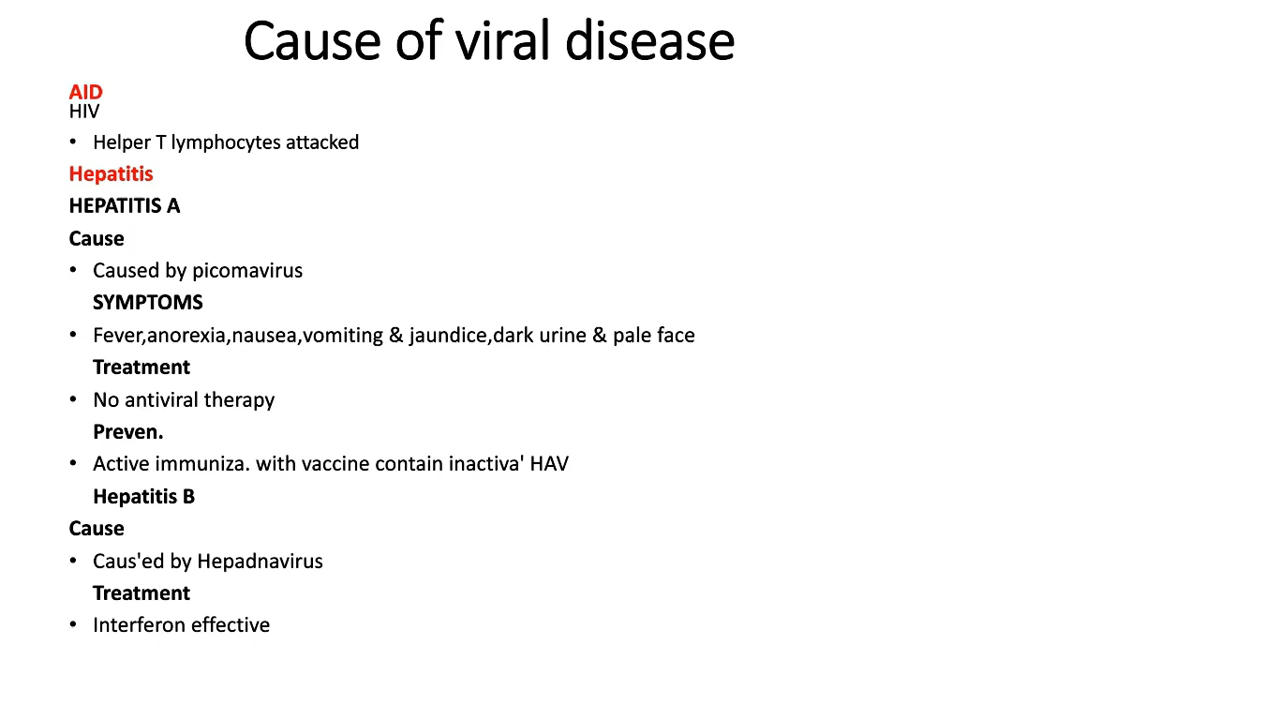 Cause of viral disease
AID
HIV
• Helper T lymphocytes attacked
Hepatitis
HEPATITIS A
Cause
• Caused by picomavirus
SYMPTOMS
• Fever,anorexia,nausea,vomiting & jaundice,dark urine & pale face
Treatment
• No antiviral therapy
Preven.
• Active immuniza. with vaccine contain inactiva' HAV
Hepatitis B
Cause
• Caus'ed by Hepadnavirus
Treatment
• Interferon effective